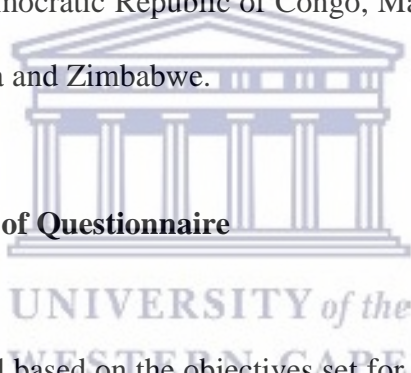 mocratic Republic of Congo, Ma
a and Zimbabwe.
of Questionnaire
UNIVERSITY of the
l based on the objectives set for
WESTERN CAPE